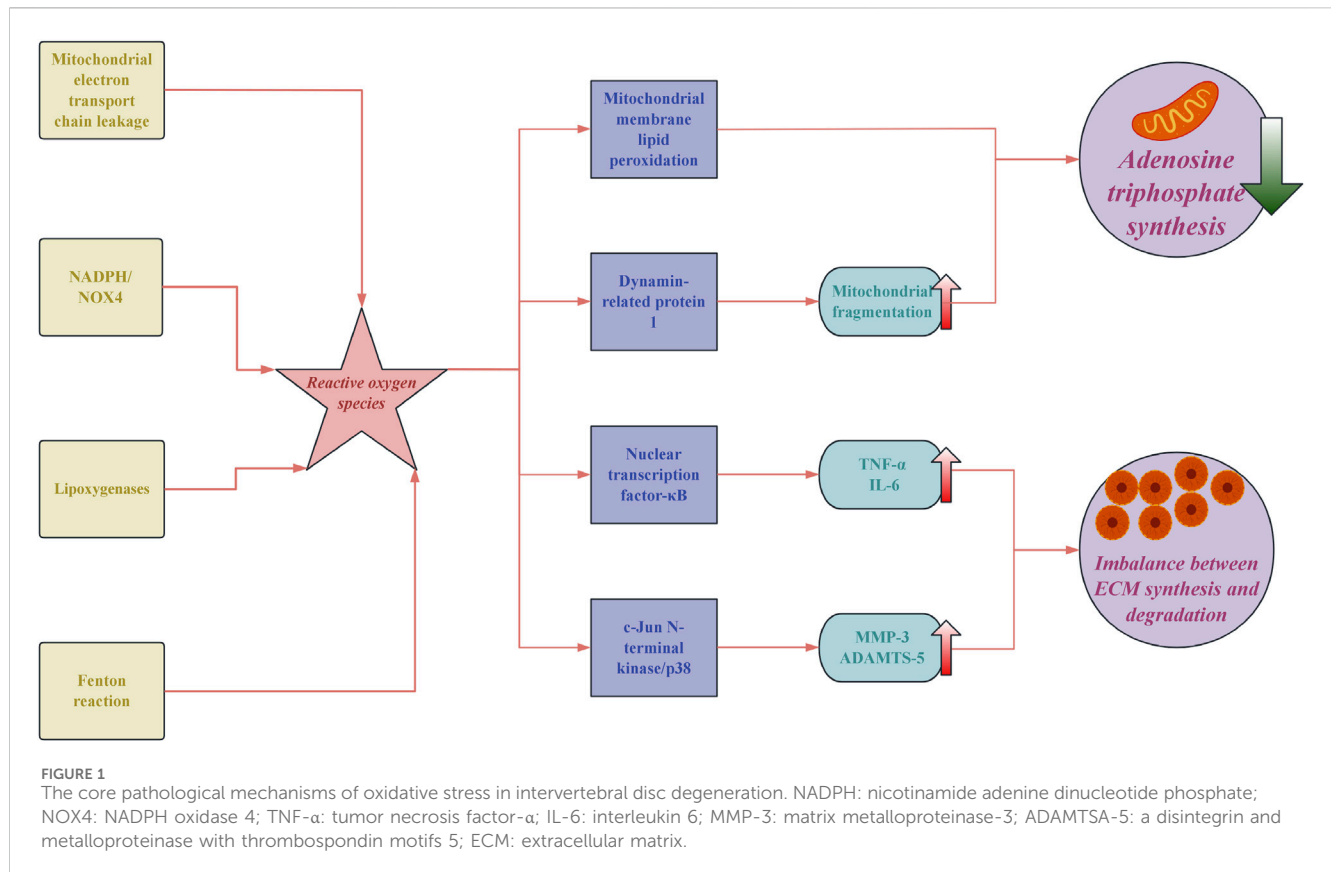 Mitochondrial
electron
transport
chain leakage
NADPH/
NOX4
Lipoxygenases
Fenton
reaction
Reactive oxygen
species
Mitochondrial
membrane
lipid
peroxidation
Dynamin-
related protein
1
Nuclear
transcription
factor-κB
c-Jun N-
terminal
kinase/p38
Mitochondrial
fragmentation
TNF-α
IL-6
MMP-3
ADAMTS-5
Adenosine
triphosphate
synthesis
Imbalance between
ECM synthesis and
degradation
FIGURE 1
The core pathological mechanisms of oxidative stress in intervertebral disc degeneration. NADPH: nicotinamide adenine dinucleotide phosphate;
NOX4: NADPH oxidase 4; TNF-α: tumor necrosis factor-α; IL-6: interleukin 6; MMP-3: matrix metalloproteinase-3; ADAMTSA-5: a disintegrin and
metalloproteinase with thrombospondin motifs 5; ECM: extracellular matrix.